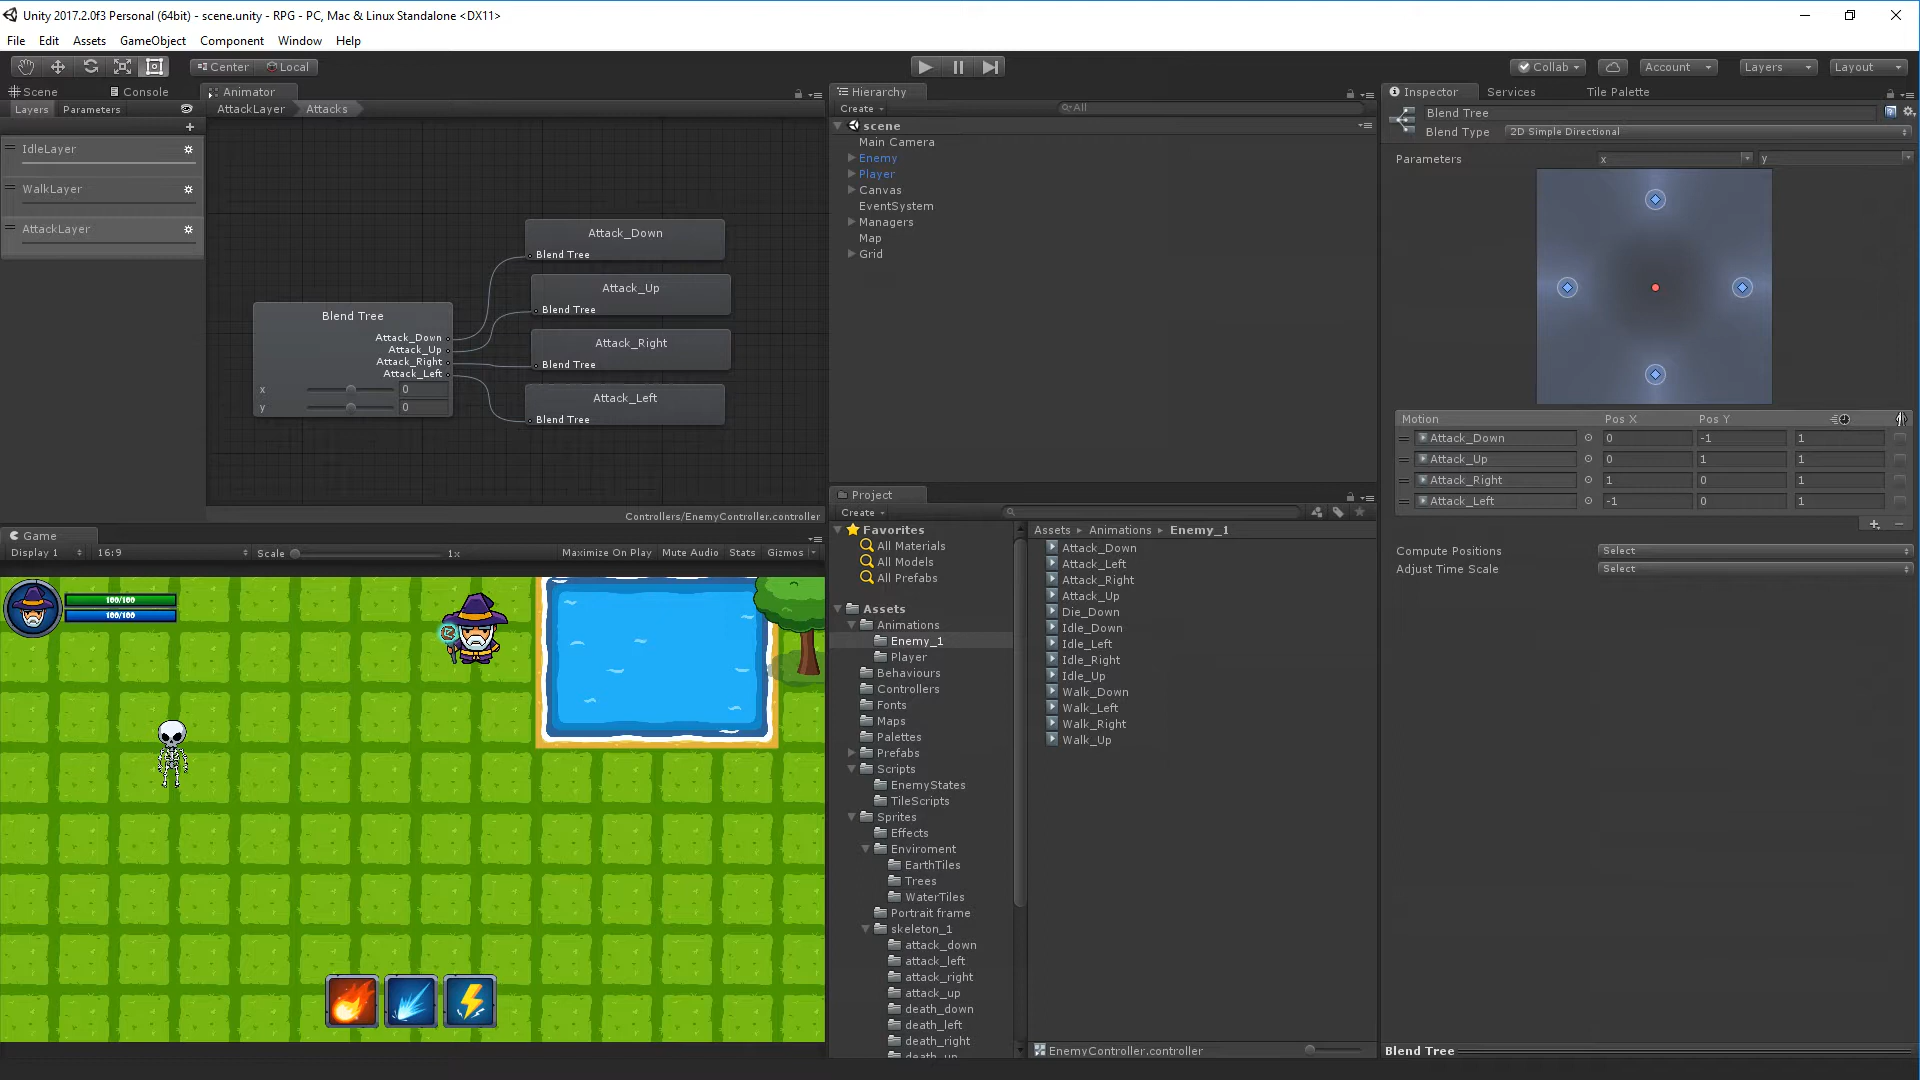 Unity 2017.2.0f3 Personal (64bit) - scene.unity - RPG - PC, Mac & Linux Standalone <DX11>
File Edit Assets GameObject Component Window Help
Center Local
Collab Account Layers Layout
Scene Console Animator
Layers Parameters
AttackLayer Attacks
IdleLayer
WalkLayer
AttackLayer
Attack_Down
Blend Tree
Attack_Up
Blend Tree
Attack_Right
Blend Tree
Attack_Left
Blend Tree
Blend Tree
Attack_Down
Attack_Up
Attack_Right
Attack_Left
x 0
y 0
Controllers/EnemyController.controller
Game
Display 1 16:9 Scale 1x Maximize On Play Mute Audio Stats Gizmos
100/100
100/100
Hierarchy
Create All
scene
Main Camera
Enemy
Player
Canvas
EventSystem
Managers
Map
Grid
Project
Create
Favorites
All Materials
All Models
All Prefabs
Assets
Animations
Enemy_1
Player
Behaviours
Controllers
Fonts
Maps
Palettes
Prefabs
Scripts
EnemyStates
TileScripts
Sprites
Effects
Enviroment
EarthTiles
Trees
WaterTiles
Portrait frame
skeleton_1
attack_down
attack_left
attack_right
attack_up
death_down
death_left
death_right
death_up
Assets Animations Enemy_1
Attack_Down
Attack_Left
Attack_Right
Attack_Up
Die_Down
Idle_Down
Idle_Left
Idle_Right
Idle_Up
Walk_Down
Walk_Left
Walk_Right
Walk_Up
EnemyController.controller
Inspector Services Tile Palette
Blend Tree
Blend Type 2D Simple Directional
Parameters x y
Motion Pos X Pos Y
Attack_Down 0 -1 1
Attack_Up 0 1 1
Attack_Right 1 0 1
Attack_Left -1 0 1
Compute Positions Select
Adjust Time Scale Select
Blend Tree